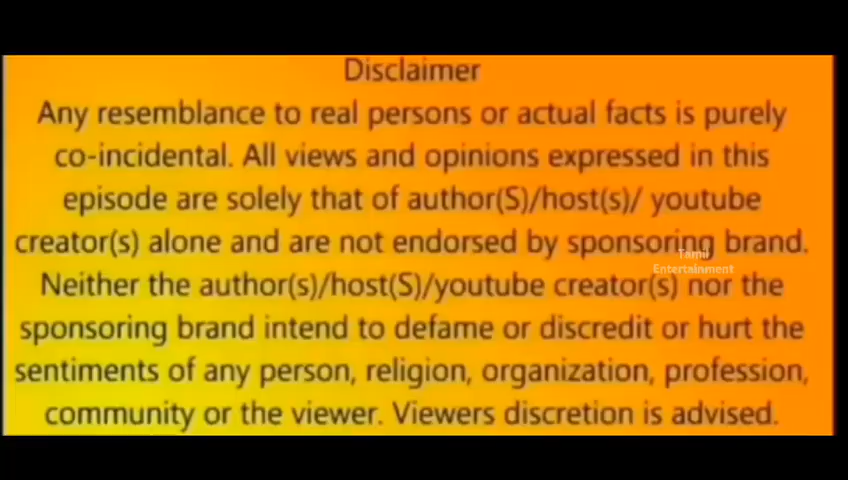 Disclaimer
Any resemblance to real persons or actual facts is purely
co-incidental. All views and opinions expressed in this
episode are solely that of author(S)/host(s)/ youtube
creator(s) alone and are not endorsed by sponsoring brand.
Tamil
Entertainment
Neither the author(s)/host(S)/youtube creator(s) nor the
sponsoring brand intend to defame or discredit or hurt the
sentiments of any person, religion, organization, profession,
community or the viewer. Viewers discretion is advised.